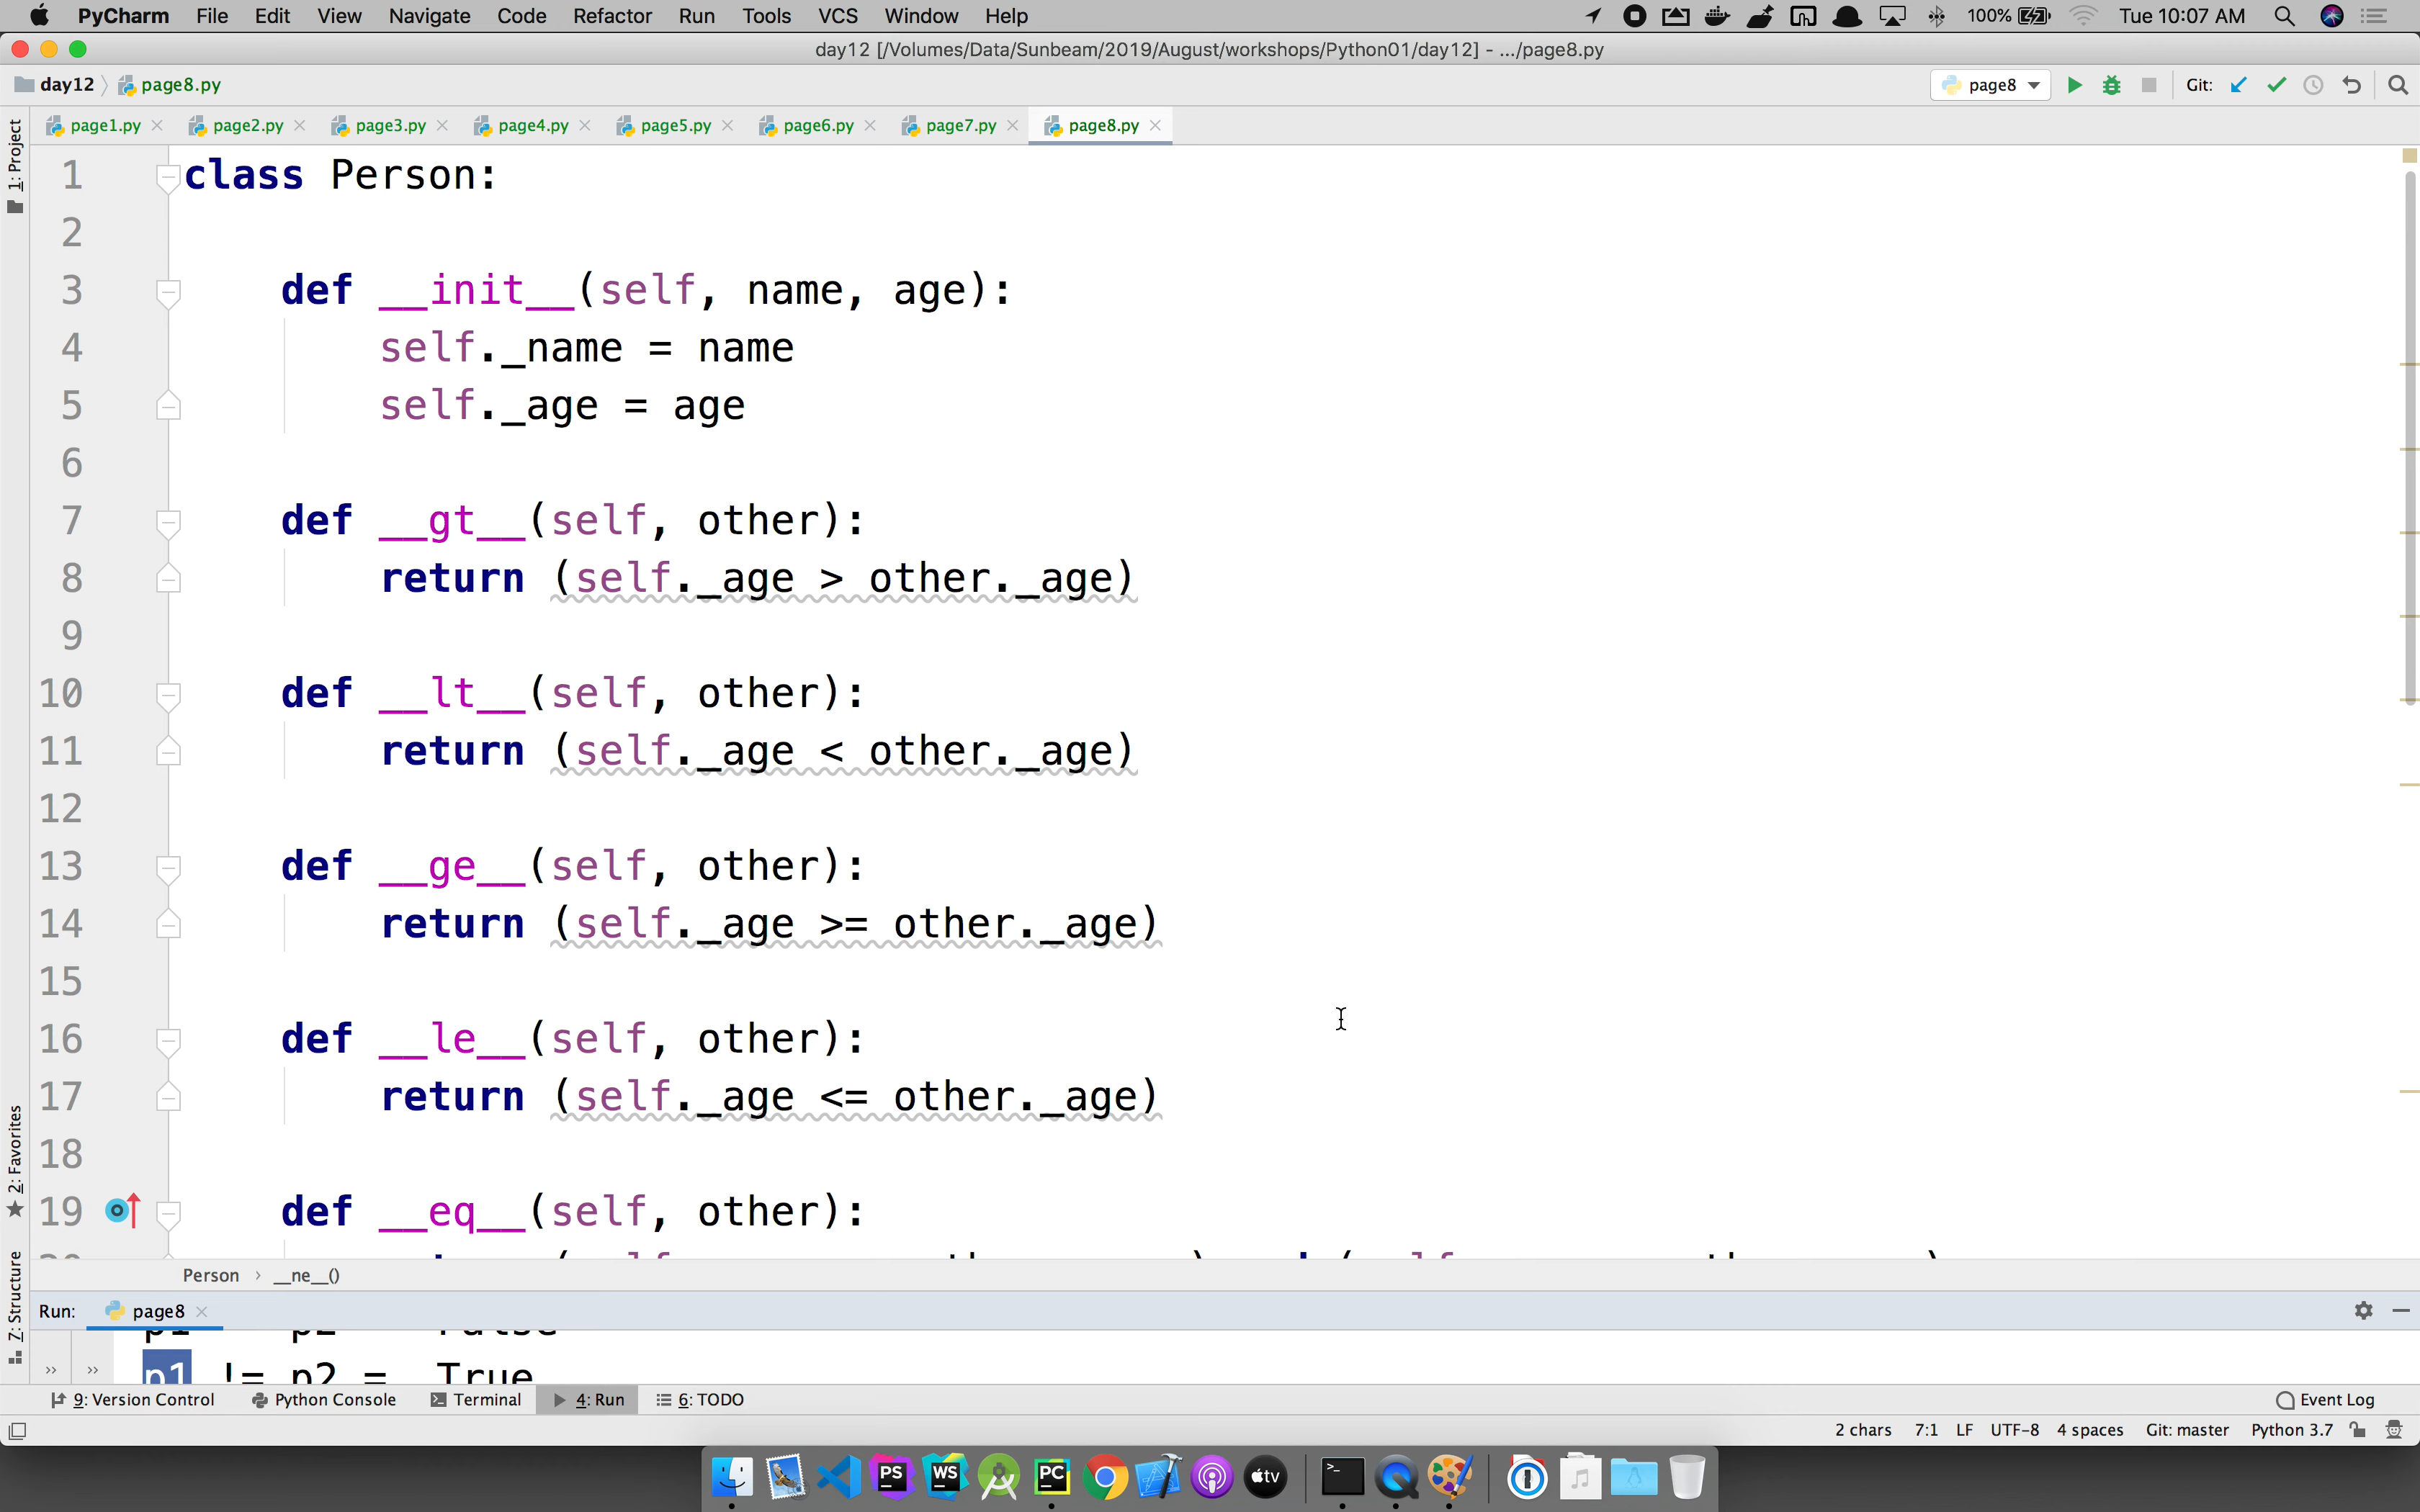 PyCharm File Edit View Navigate Code Refactor Run Tools VCS Window Help 100% Tue 10:07 AM
day12 [/Volumes/Data/Sunbeam/2019/August/workshops/Python01/day12] - .../page8.py
day12 page8.py page8 Git:
page1.py page2.py page3.py page4.py page5.py page6.py page7.py page8.py
1: Project
1 class Person:
2
3 def __init__(self, name, age):
4 self._name = name
5 self._age = age
6
7 def __gt__(self, other):
8 return (self._age > other._age)
9
10 def __lt__(self, other):
11 return (self._age < other._age)
12
13 def __ge__(self, other):
14 return (self._age >= other._age)
15
16 def __le__(self, other):
17 return (self._age <= other._age)
18
2: Favorites
19 def __eq__(self, other):
7: Structure
Person › __ne__()
Run: page8
p1 != p2 = True
9: Version Control Python Console Terminal 4: Run 6: TODO Event Log
2 chars 7:1 LF UTF-8 4 spaces Git: master Python 3.7
PS WS PC tv